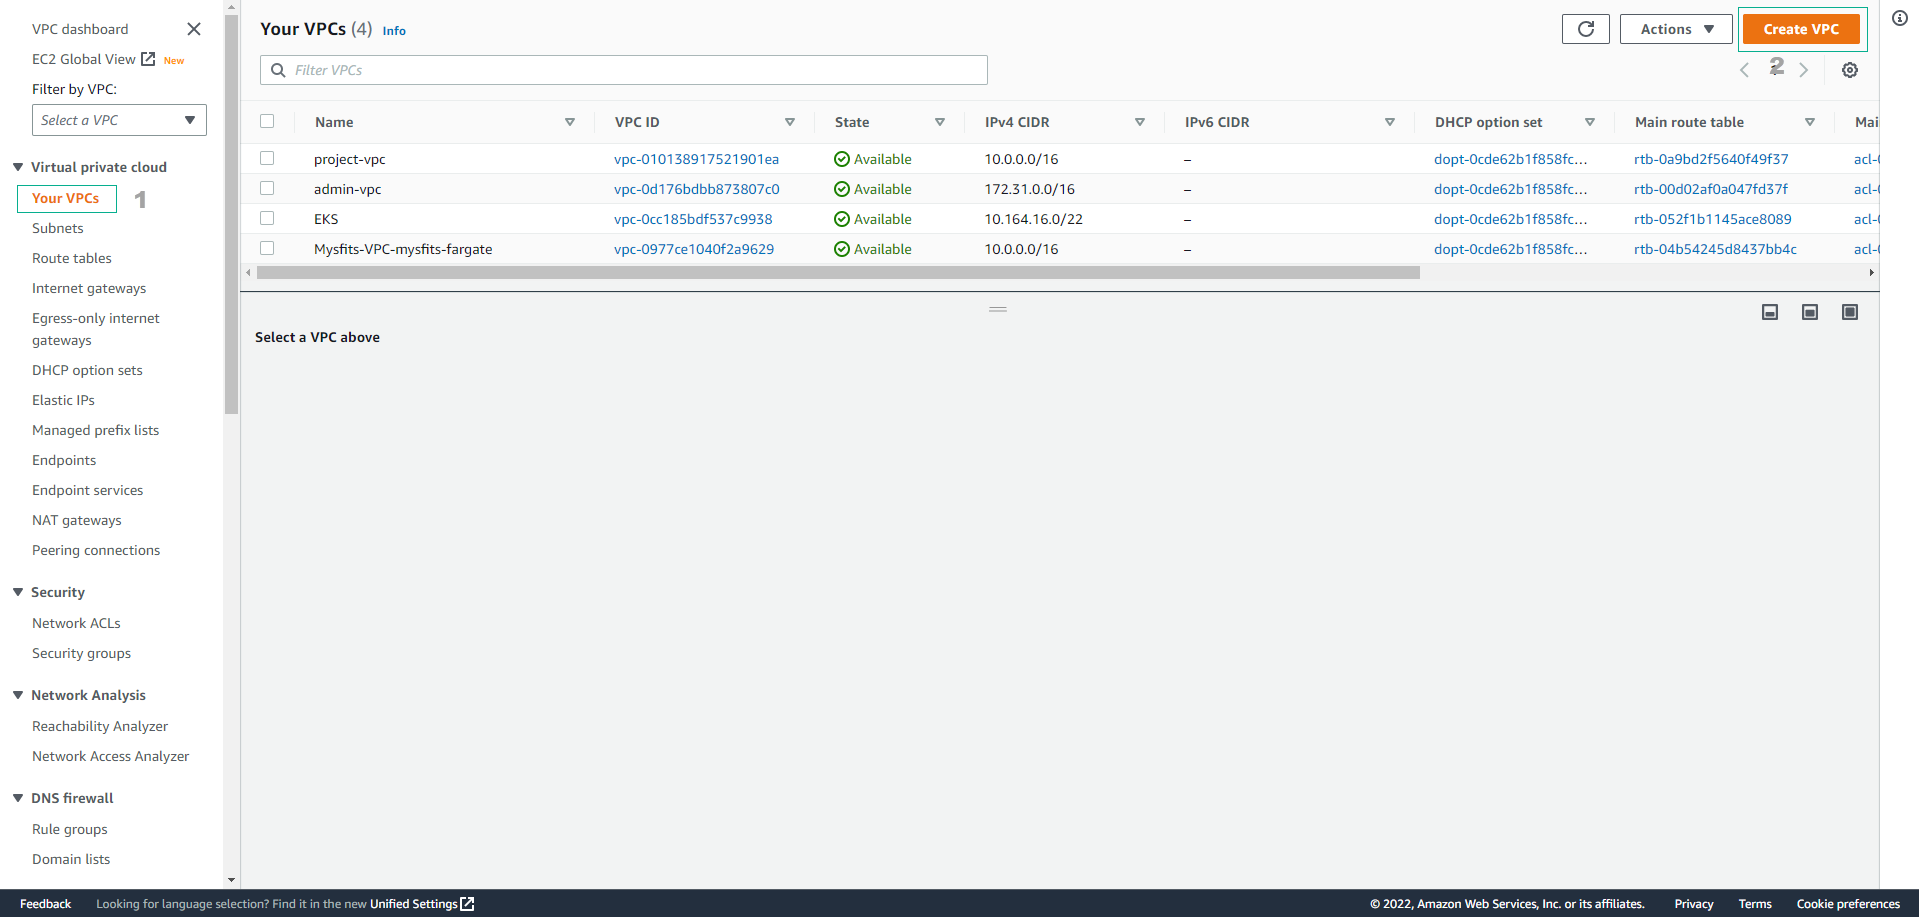 VPC dashboard
EC2 Global View New
Filter by VPC:
Select a VPC
Virtual private cloud
Your VPCs 1
Subnets
Route tables
Internet gateways
Egress-only internet
gateways
DHCP option sets
Elastic IPs
Managed prefix lists
Endpoints
Endpoint services
NAT gateways
Peering connections
Security
Network ACLs
Security groups
Network Analysis
Reachability Analyzer
Network Access Analyzer
DNS firewall
Rule groups
Domain lists
Your VPCs (4) Info
Actions
Create VPC
Filter VPCs
2
Name VPC ID State IPv4 CIDR IPv6 CIDR DHCP option set Main route table Mai
project-vpc vpc-010138917521901ea Available 10.0.0.0/16 – dopt-0cde62b1f858fc... rtb-0a9bd2f5640f49f37 acl-
admin-vpc vpc-0d176bdbb873807c0 Available 172.31.0.0/16 – dopt-0cde62b1f858fc... rtb-00d02af0a047fd37f acl-
EKS vpc-0cc185bdf537c9938 Available 10.164.16.0/22 – dopt-0cde62b1f858fc... rtb-052f1b1145ace8089 acl-
Mysfits-VPC-mysfits-fargate vpc-0977ce1040f2a9629 Available 10.0.0.0/16 – dopt-0cde62b1f858fc... rtb-04b54245d8437bb4c acl-
Select a VPC above
Feedback Looking for language selection? Find it in the new Unified Settings © 2022, Amazon Web Services, Inc. or its affiliates. Privacy Terms Cookie preferences